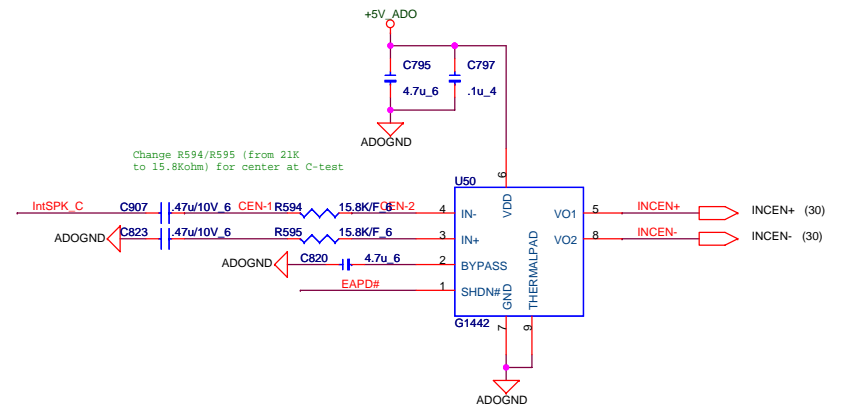 +5V_ADO
C795
C797
4.7u_6
.1u_4
ADOGND
Change R594/R595 (from 21K
to 15.8Kohm) for center at C-test
U50
6
VDD
IntSPK_C
C907
.47u/10V_6
CEN-1
R594
15.8K/F_6
CEN-2
4
IN-
VO1
5
INCEN+
INCEN+ (30)
ADOGND
C823
.47u/10V_6
R595
15.8K/F_6
3
IN+
VO2
8
INCEN-
INCEN- (30)
ADOGND
C820
4.7u_6
2
BYPASS
EAPD#
1
SHDN#
GND
THERMALPAD
G1442
7
9
ADOGND